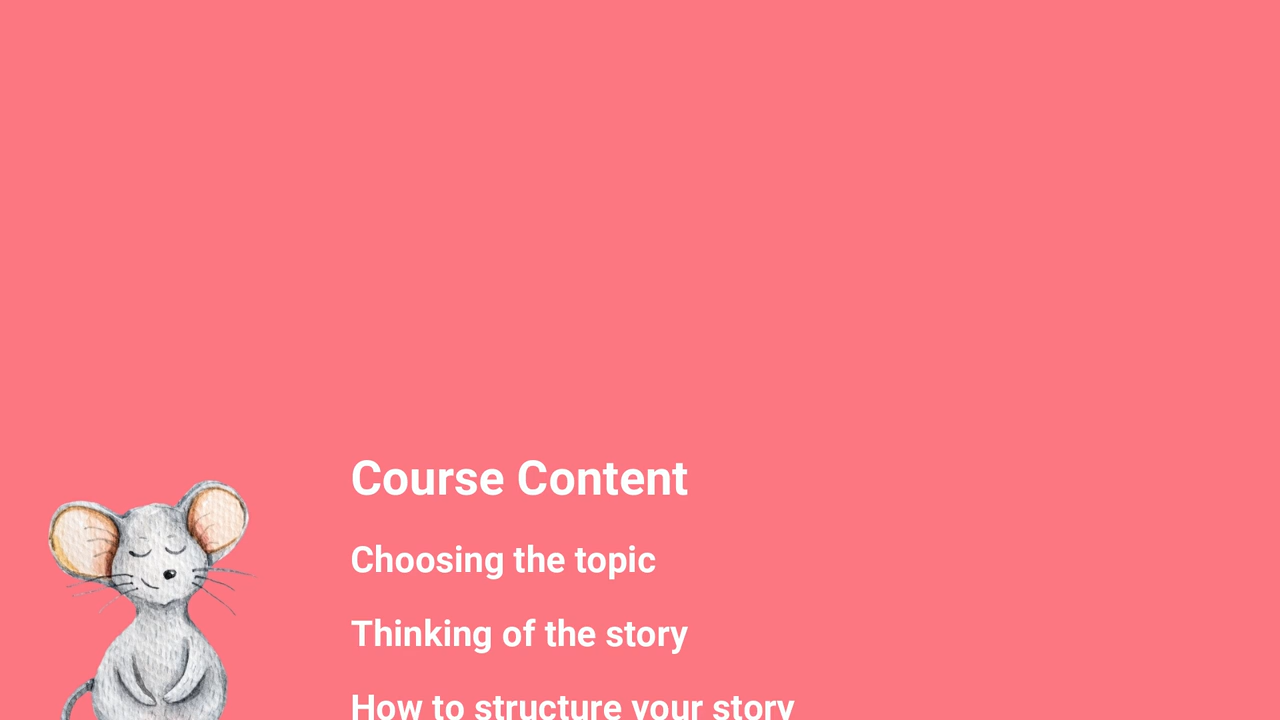 Course Content
Choosing the topic
Thinking of the story
How to structure your story